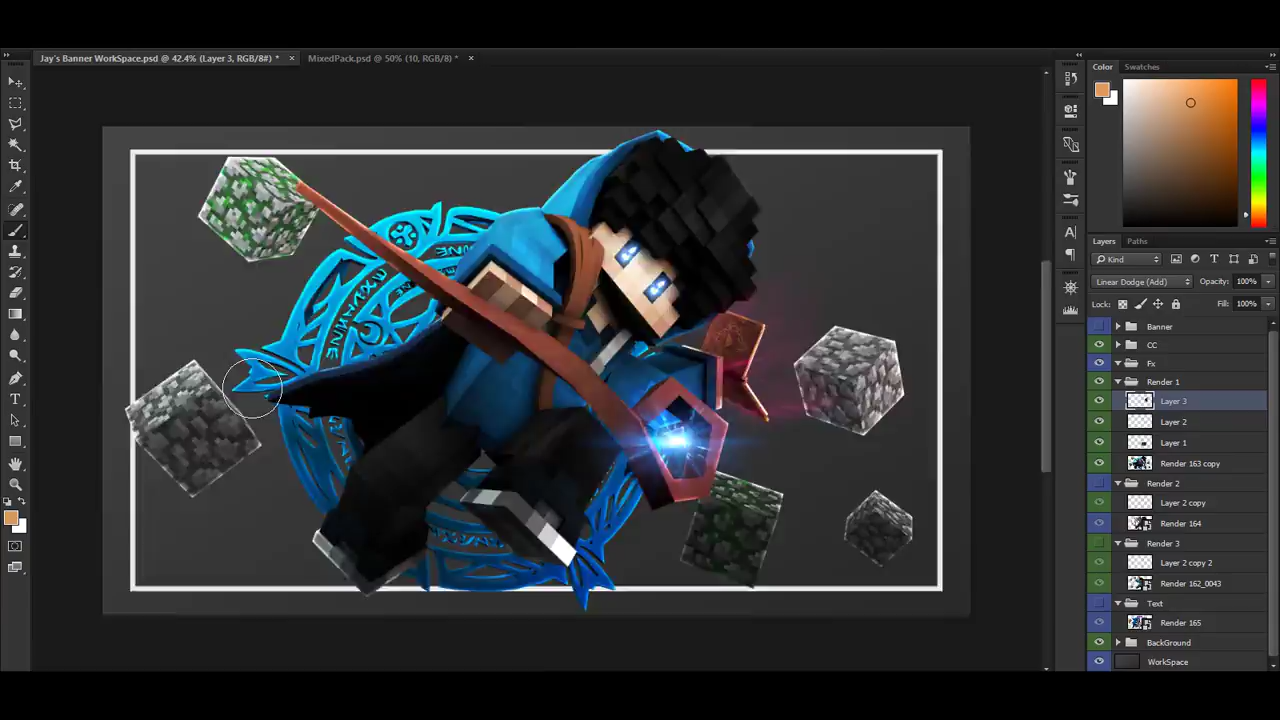 Jay's Banner WorkSpace.psd @ 42.4% (Layer 3, RGB/8#) *
MixedPack.psd @ 50% (10, RGB/8) *
Color
Swatches
Layers
Paths
Kind
Linear Dodge (Add)
Opacity: 100%
Lock:
Fill: 100%
Banner
CC
Fx
Render 1
Layer 3
Layer 2
Layer 1
Render 163 copy
Render 2
Layer 2 copy
Render 164
Render 3
Layer 2 copy 2
Render 162_0043
Text
Render 165
BackGround
WorkSpace